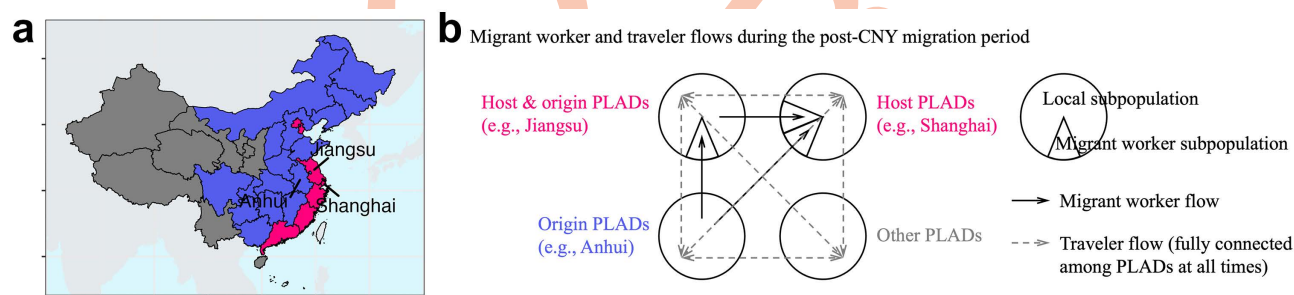 a
Jiangsu
Anhui
Shanghai
b
Migrant worker and traveler flows during the post-CNY migration period
Host & origin PLADs
(e.g., Jiangsu)
Host PLADs
(e.g., Shanghai)
Origin PLADs
(e.g., Anhui)
Other PLADs
Local subpopulation
Migrant worker subpopulation
Migrant worker flow
Traveler flow (fully connected
among PLADs at all times)